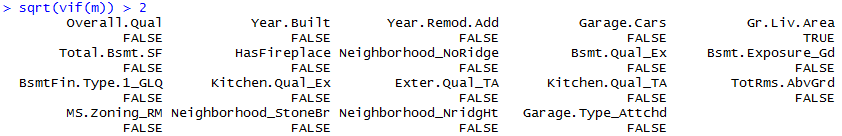 > sqrt(vif(m)) > 2
Overall.Qual Year.Built Year.Remod.Add Garage.Cars Gr.Liv.Area
FALSE FALSE FALSE FALSE TRUE
Total.Bsmt.SF HasFireplace Neighborhood_NoRidge Bsmt.Qual_Ex Bsmt.Exposure_Gd
FALSE FALSE FALSE FALSE FALSE
BsmtFin.Type.1_GLQ Kitchen.Qual_Ex Exter.Qual_TA Kitchen.Qual_TA TotRms.AbvGrd
FALSE FALSE FALSE FALSE FALSE
MS.Zoning_RM Neighborhood_StoneBr Neighborhood_NridgHt Garage.Type_Attchd
FALSE FALSE FALSE FALSE